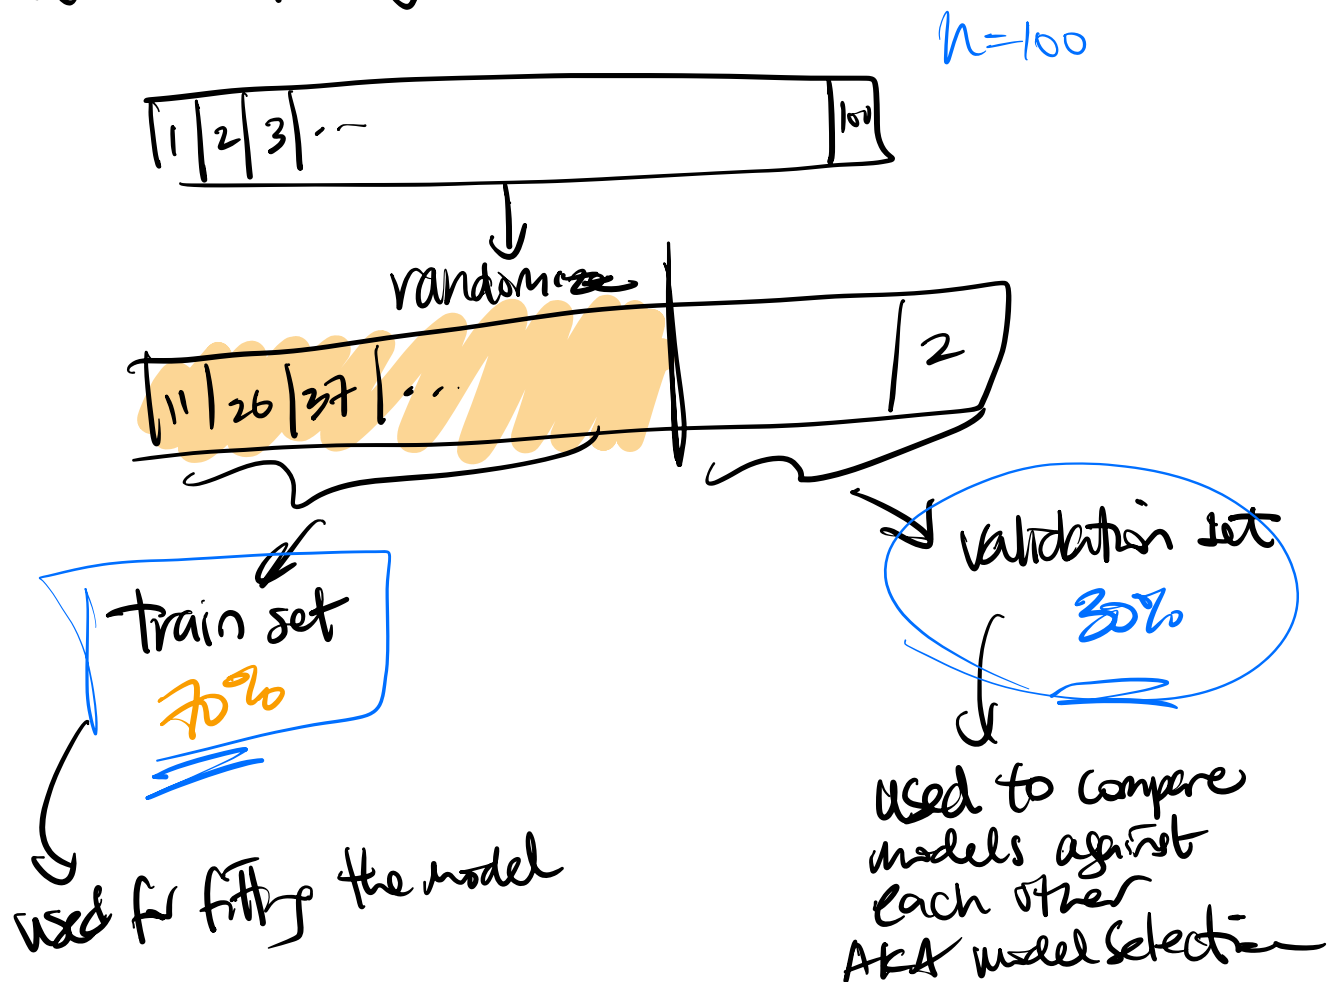 n=100
1 2 3 ... 100
randomize
11 26 37 ... 2
train set
70%
validation set
30%
used for fitting the model
used to compare
models against
each other
AKA model selection